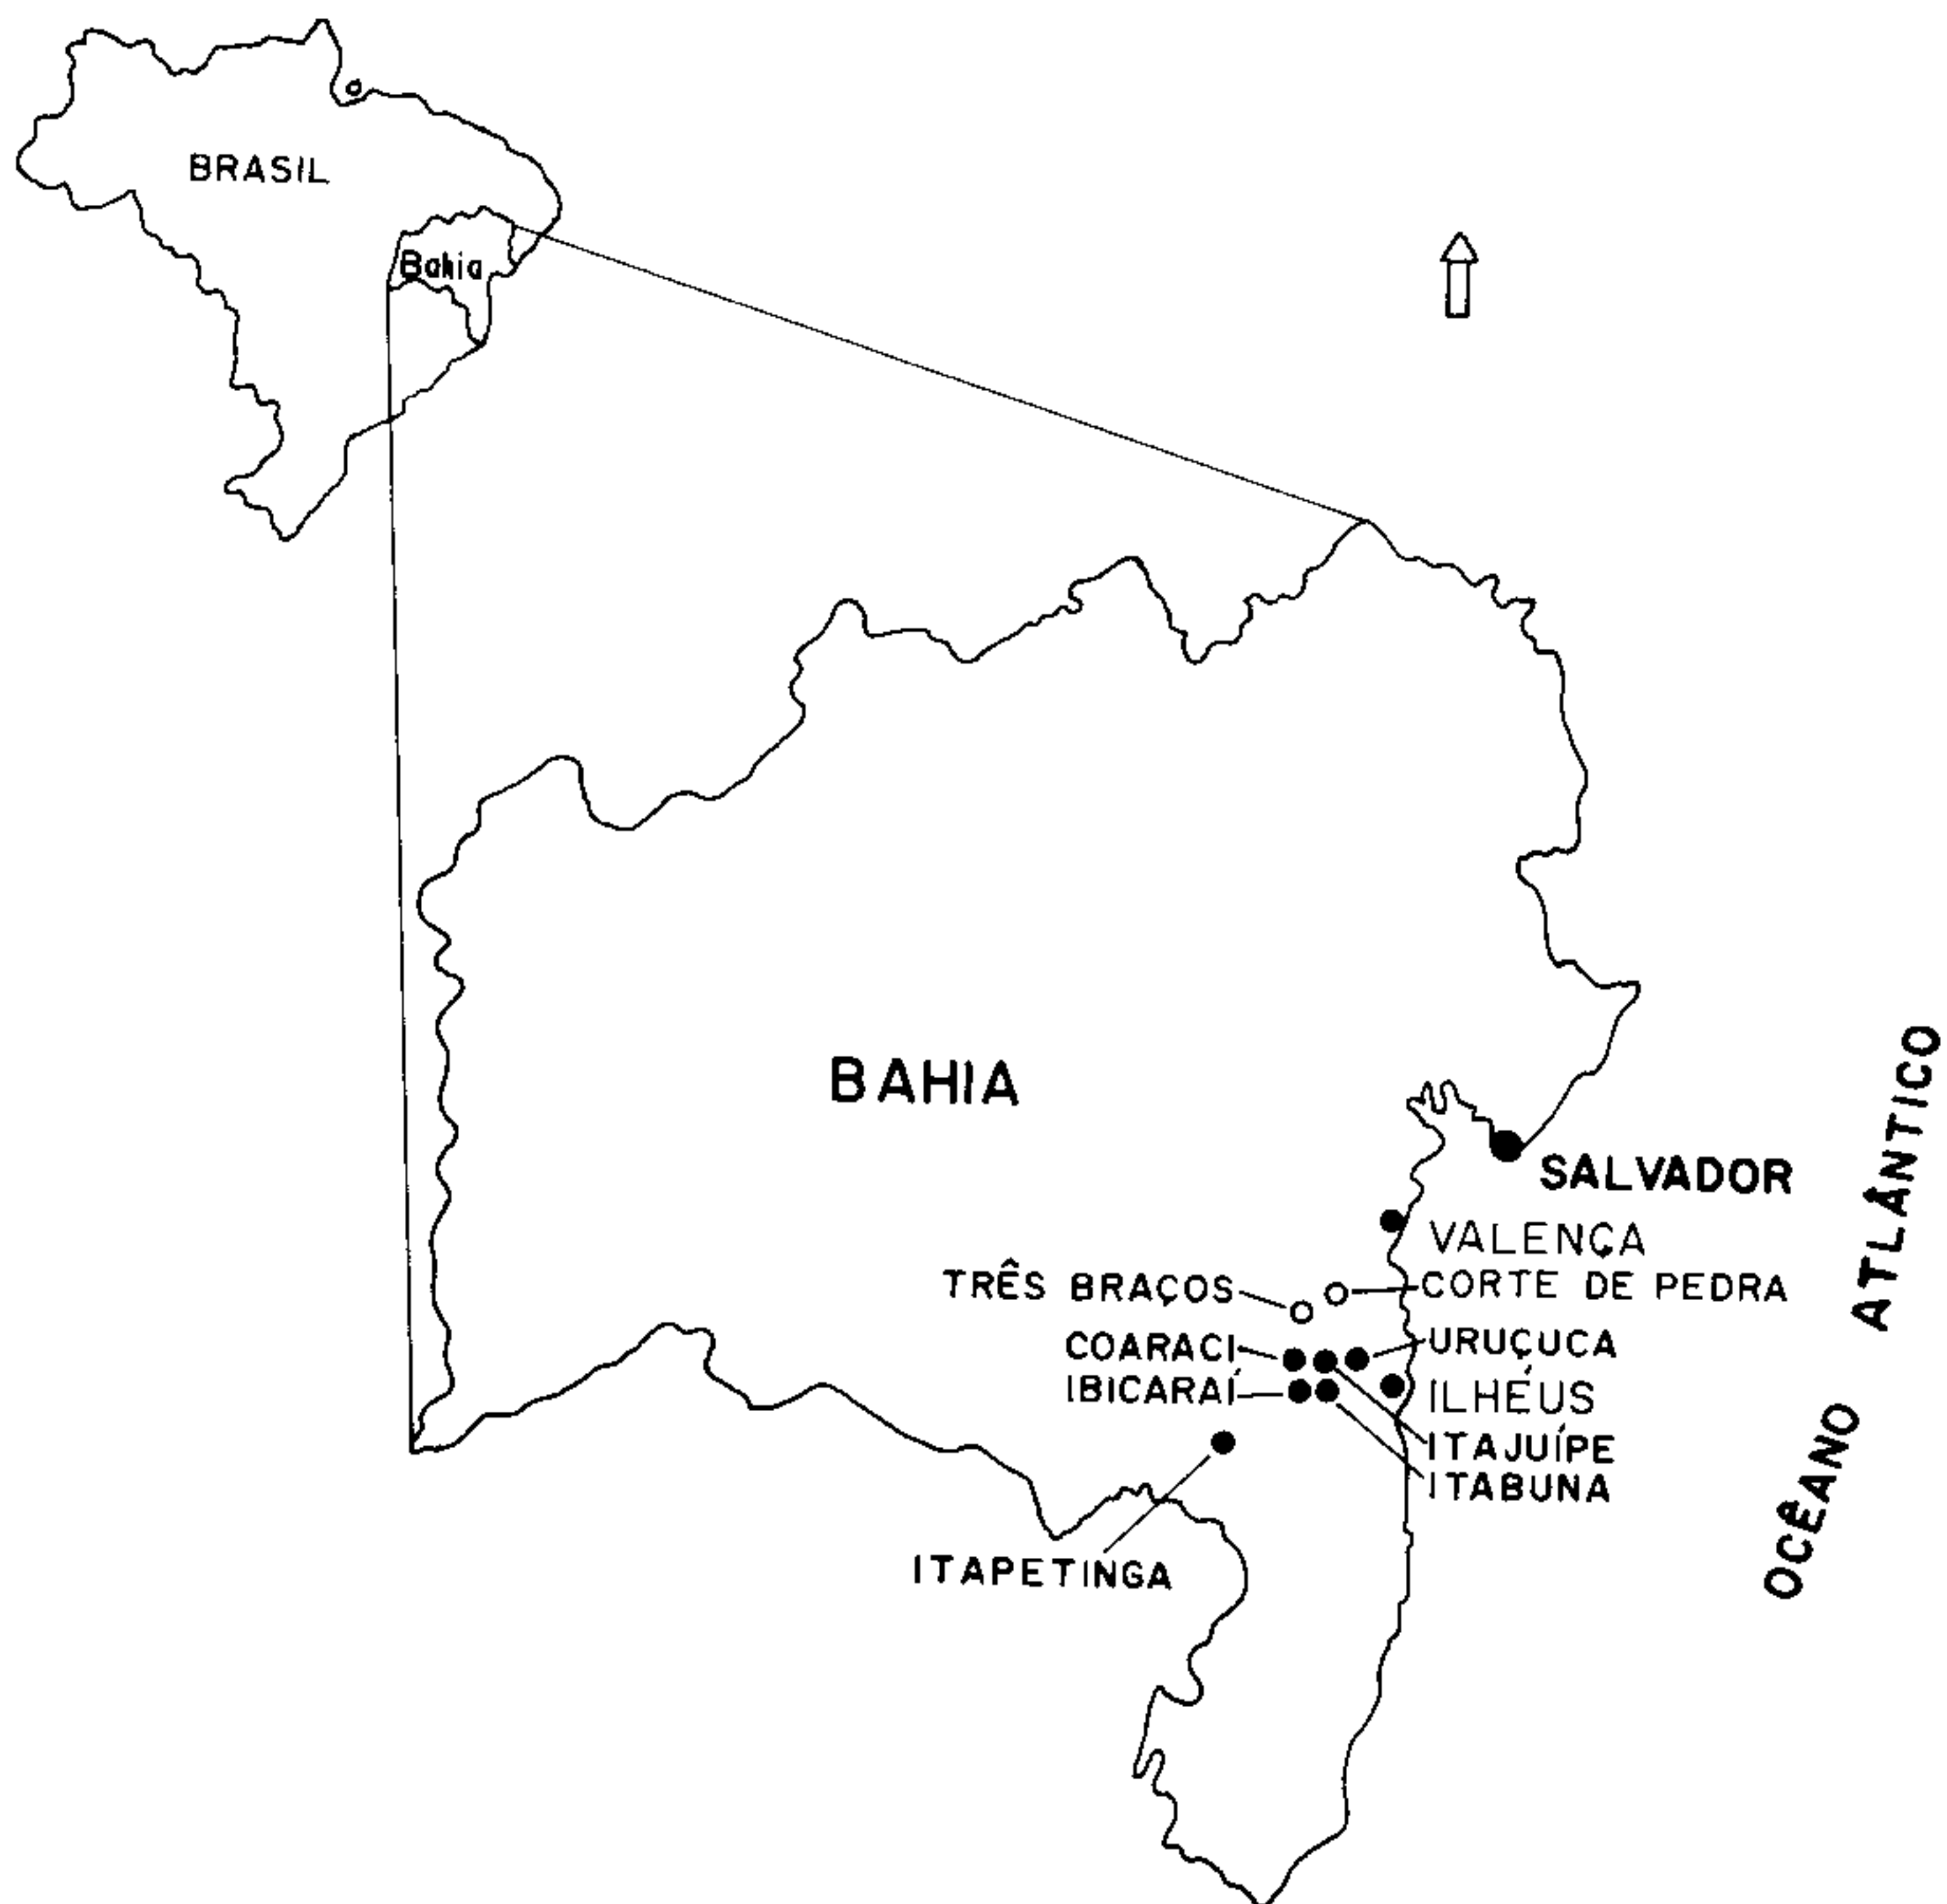 BRASIL
Bahia
BAHIA
SALVADOR
VALENÇA
TRÊS BRAÇOS
CORTE DE PEDRA
COARACI
URUÇUCA
IBICARAÍ
ILHÉUS
ITAJUÍPE
ITABUNA
ITAPETINGA
OCÊANO ATLÂNTICO